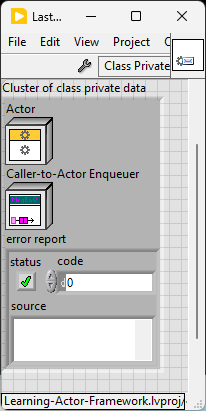 Last...
File Edit View Project O
Class Private
Cluster of class private data
Actor
Caller-to-Actor Enqueuer
error report
status code
d 0
source
Learning-Actor-Framework.lvproj/